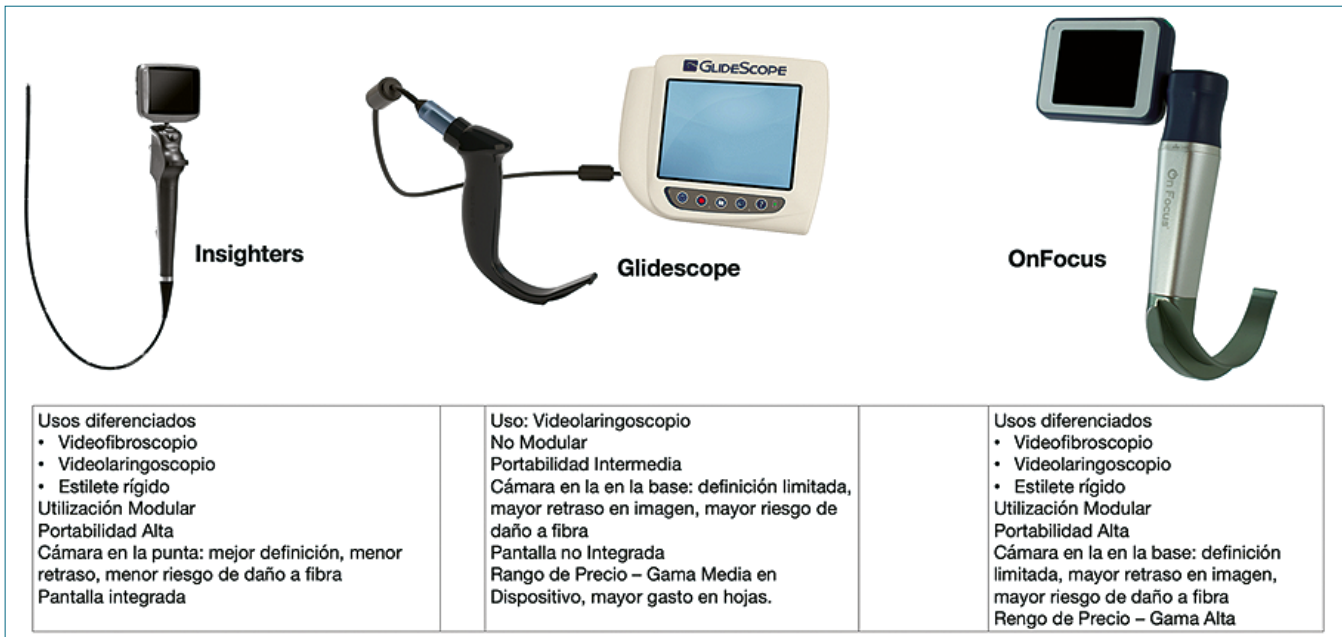 GLIDESCOPE
On Focus
Insighters
Glidescope
OnFocus
Usos diferenciados
• Videofibroscopio
• Videolaringoscopio
• Estilete rígido
Utilización Modular
Portabilidad Alta
Cámara en la punta: mejor definición, menor
retraso, menor riesgo de daño a fibra
Pantalla integrada
Uso: Videolaringoscopio
No Modular
Portabilidad Intermedia
Cámara en la en la base: definición limitada,
mayor retraso en imagen, mayor riesgo de
daño a fibra
Pantalla no Integrada
Rango de Precio – Gama Media en
Dispositivo, mayor gasto en hojas.
Usos diferenciados
• Videofibroscopio
• Videolaringoscopio
• Estilete rígido
Utilización Modular
Portabilidad Alta
Cámara en la en la base: definición
limitada, mayor retraso en imagen,
mayor riesgo de daño a fibra
Rengo de Precio – Gama Alta